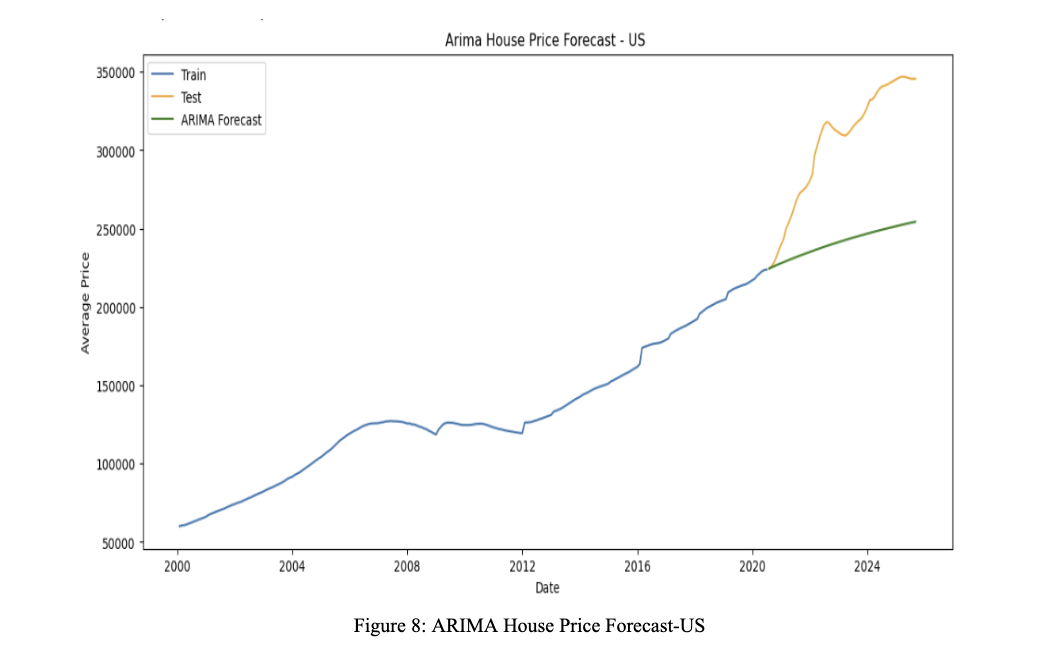 Arima House Price Forecast - US
350000
300000
250000
200000
150000
100000
50000
Train
Test
ARIMA Forecast
Average Price
2000 2004 2008 2012 2016 2020 2024
Date
Figure 8: ARIMA House Price Forecast-US